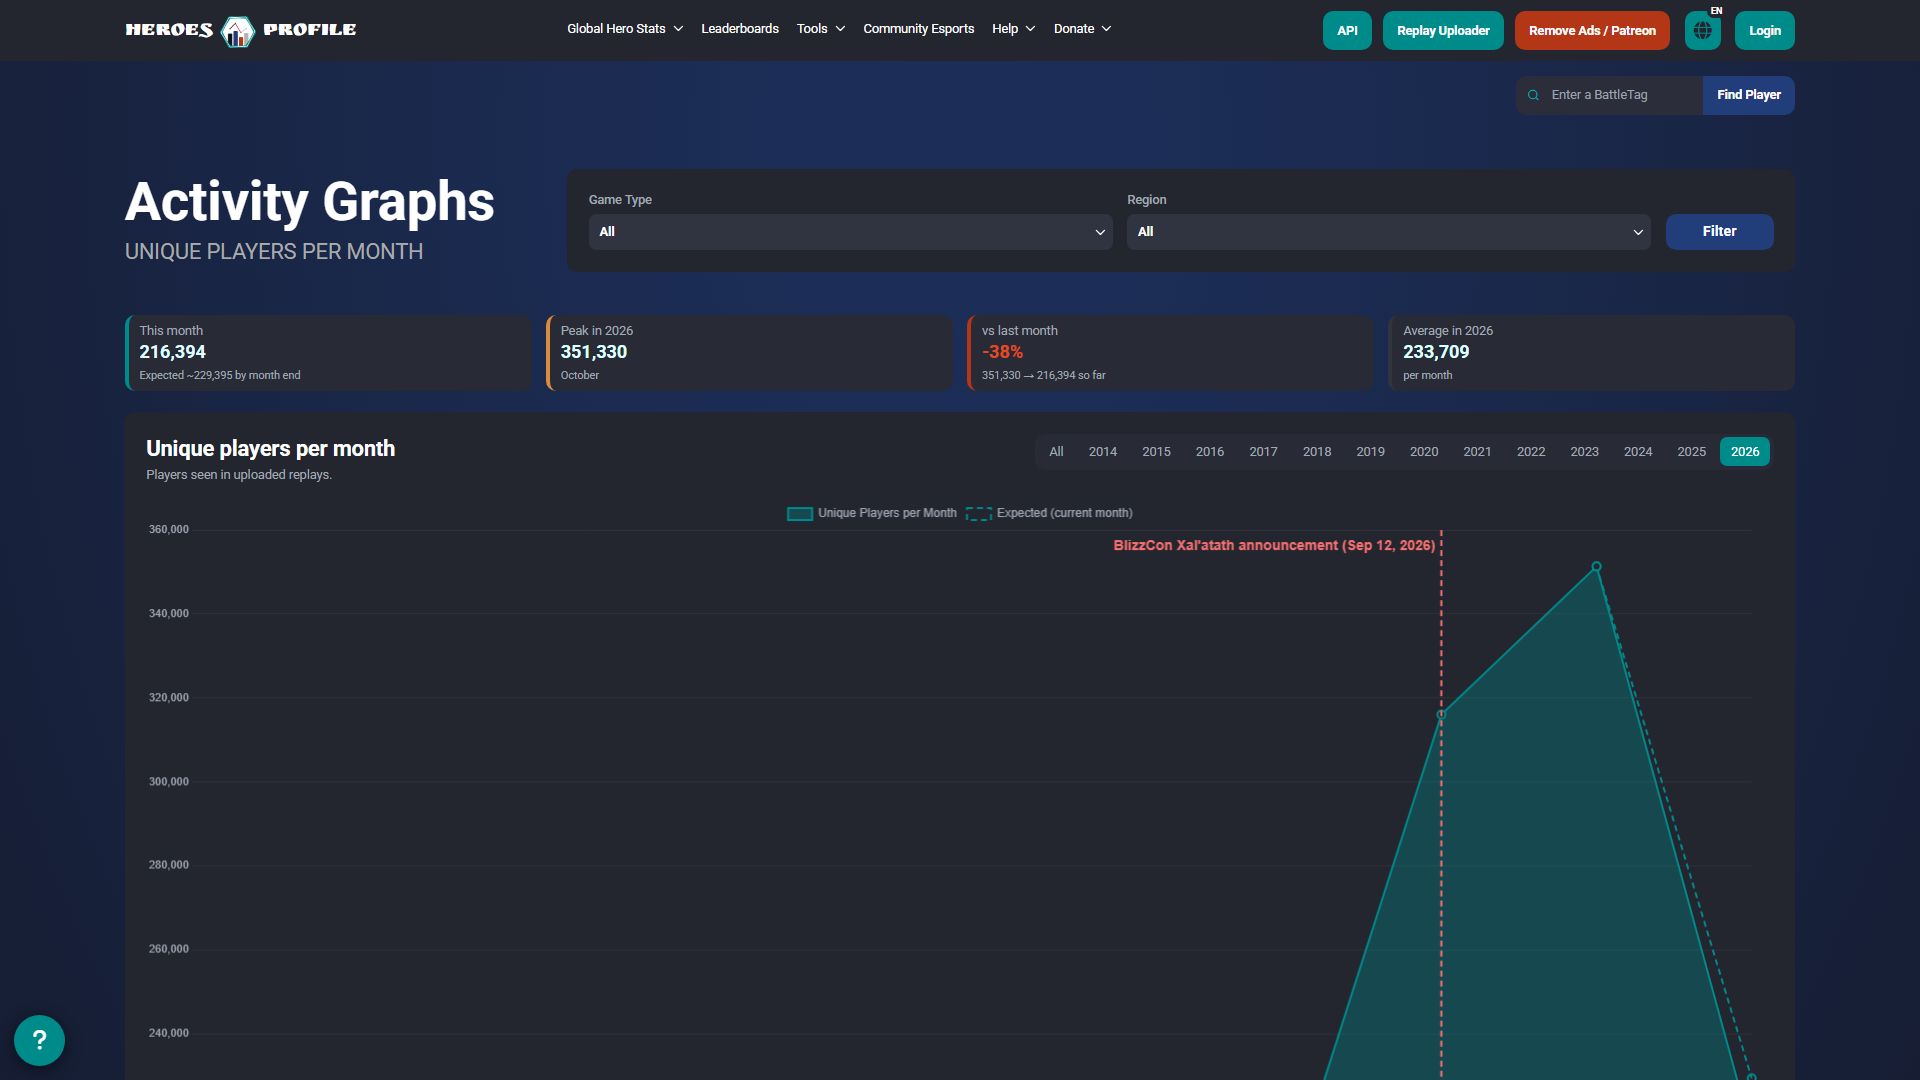 HEROES PROFILE
Global Hero Stats
Leaderboards
Tools
Community Esports
Help
Donate
API
Replay Uploader
Remove Ads / Patreon
EN
Login
Enter a BattleTag
Find Player
Activity Graphs
UNIQUE PLAYERS PER MONTH
Game Type
All
Region
All
Filter
This month
216,394
Expected ~229,395 by month end
Peak in 2026
351,330
October
vs last month
-38%
351,330 → 216,394 so far
Average in 2026
233,709
per month
Unique players per month
Players seen in uploaded replays.
All 2014 2015 2016 2017 2018 2019 2020 2021 2022 2023 2024 2025 2026
Unique Players per Month
Expected (current month)
360,000
BlizzCon Xal'atath announcement (Sep 12, 2026)
340,000
320,000
300,000
280,000
260,000
240,000
?